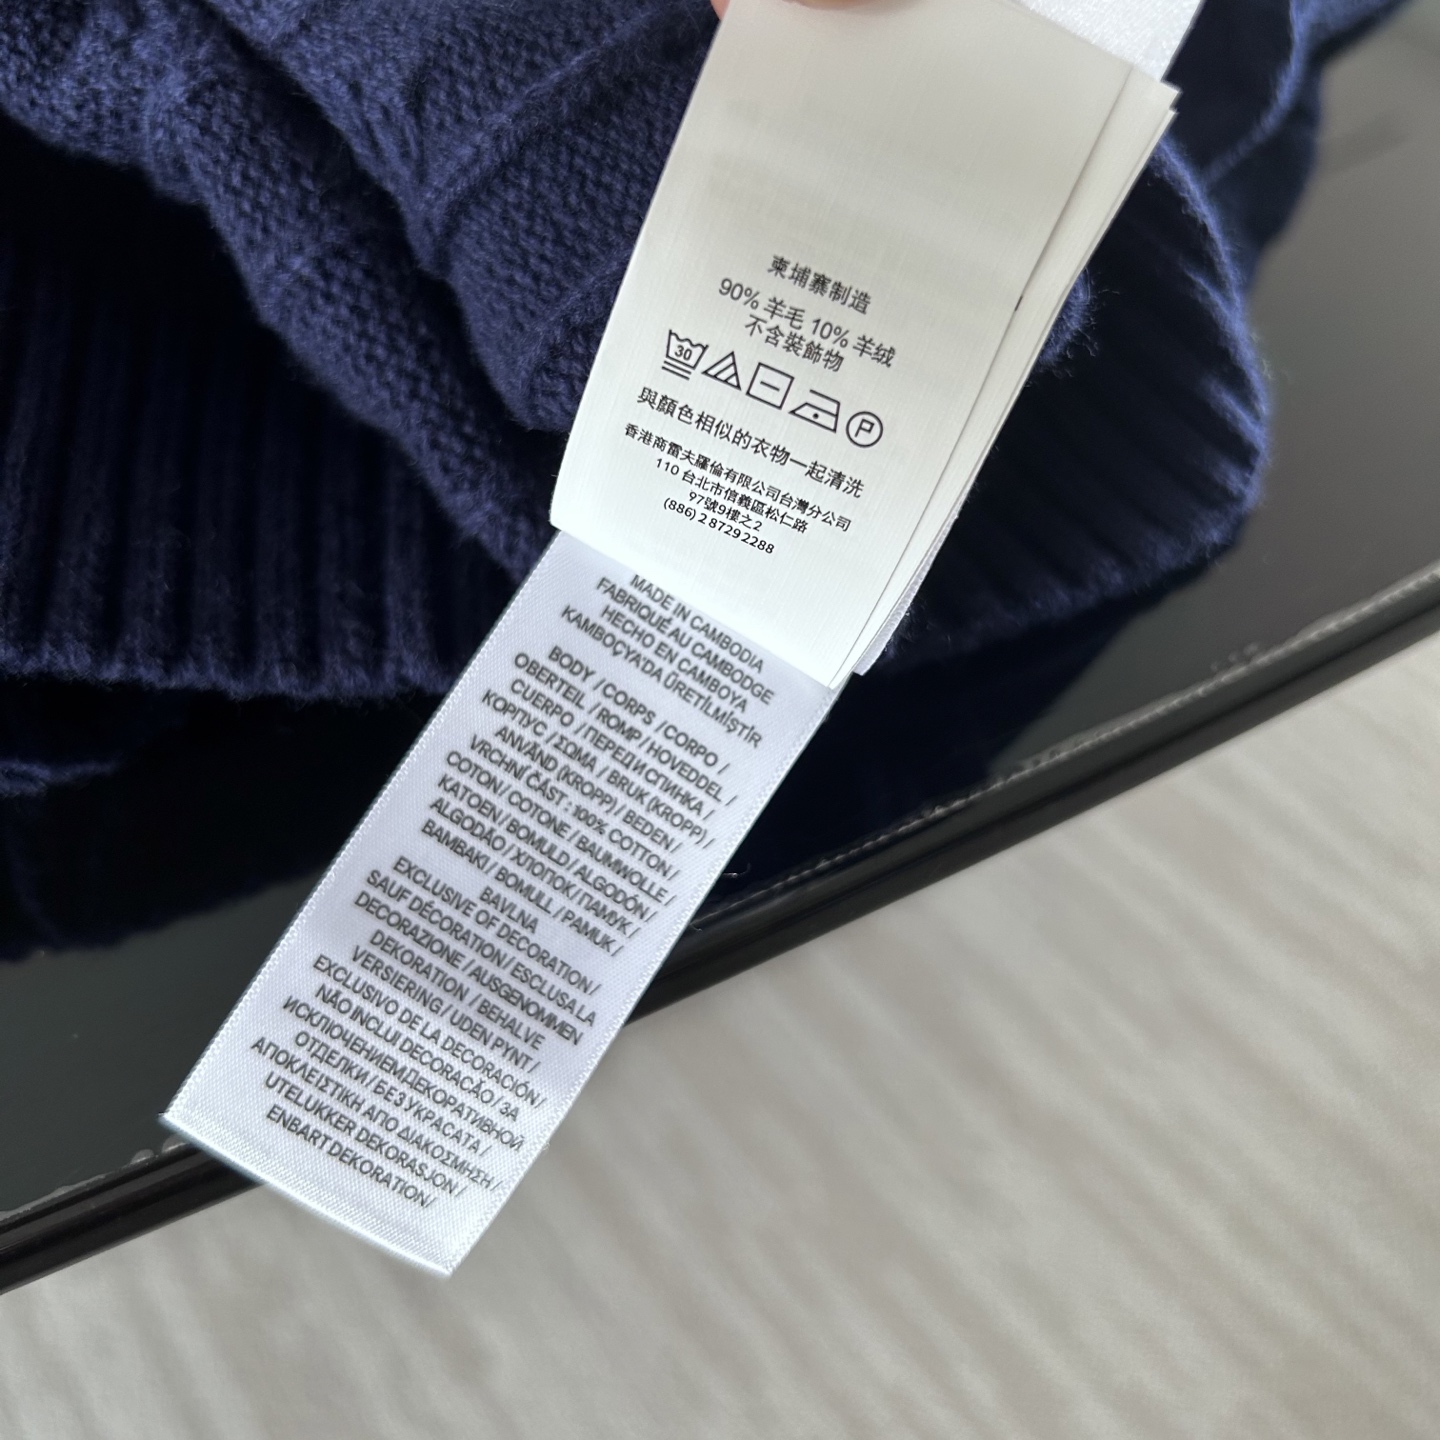 柬埔寨制造
90% 羊毛 10% 羊绒
不含裝飾物
30
P
與顏色相似的衣物一起清洗
香港商雷夫羅倫有限公司台灣分公司
110 台北市信義區松仁路
97號9樓之2
(886) 2 8729 2288
MADE IN CAMBODIA
FABRIQUÉ AU CAMBODGE
HECHO EN CAMBOYA
KAMBOÇYA'DA ÜRETİLMİŞTİR
BODY / CORPS / CORPO /
OBERTEIL / ROMP / HOVEDDEL /
CUERPO / ПЕРЕД И СПИНКА /
КОРПУС / ΣΩΜΑ / BRUK (KROPP) /
ANVÄND (KROPP) / BEDEN /
VRCHNÍ ČÁST : 100% COTTON /
COTON / COTONE / BAUMWOLLE /
KATOEN / BOMULD / ALGODÓN /
ALGODÃO / ХЛОПОК / ПАМУК /
ΒΑΜΒΑΚΙ / BOMULL / PAMUK /
BAVLNA
EXCLUSIVE OF DECORATION /
SAUF DÉCORATION / ESCLUSA LA
DECORAZIONE / AUSGENOMMEN
DEKORATION / BEHALVE
VERSIERING / UDEN PYNT /
EXCLUSIVO DE LA DECORACIÓN /
NÃO INCLUI DECORAÇÃO / ЗА
ИСКЛЮЧЕНИЕМДЕКОРАТИВНОЙ
ОТДЕЛКИ / БЕЗ УКРАСАТА /
ΑΠΟΚΛΕΙΣΤΙΚΗ ΑΠΟ ΔΙΑΚΟΣΜΗΣΗ /
UTELUKKER DEKORASJON /
ENBART DEKORATION /